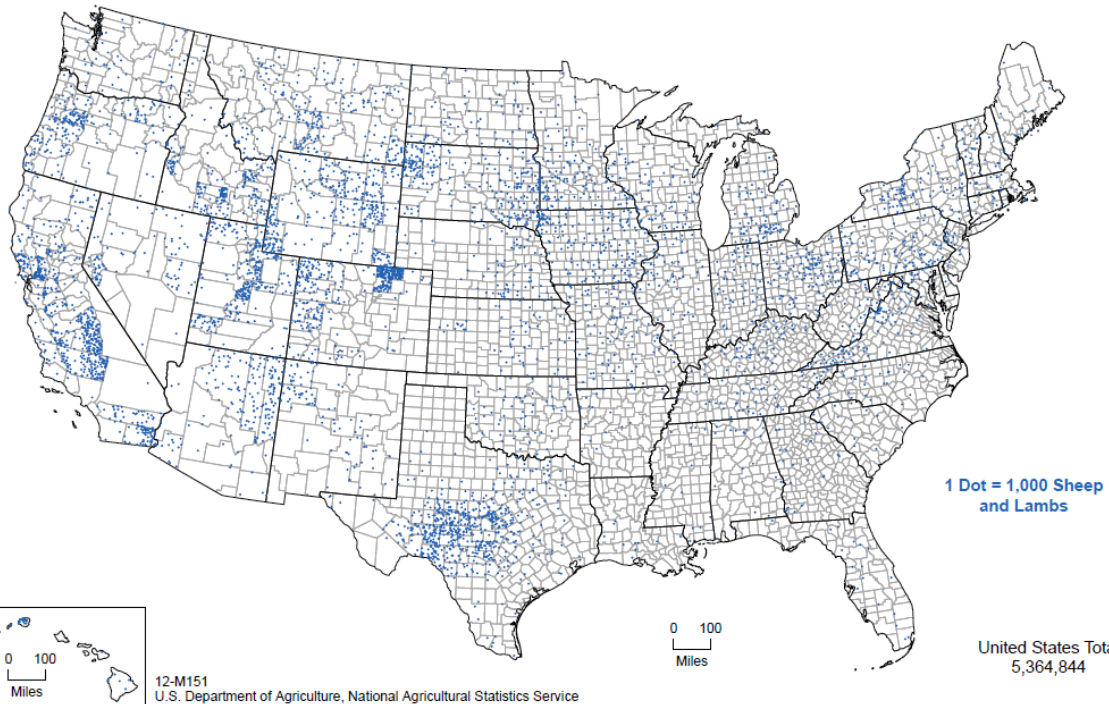 1 Dot = 1,000 Sheep
and Lambs
0 100
Miles
United States Tota
5,364,844
0 100
Miles
12-M151
U.S. Department of Agriculture, National Agricultural Statistics Service